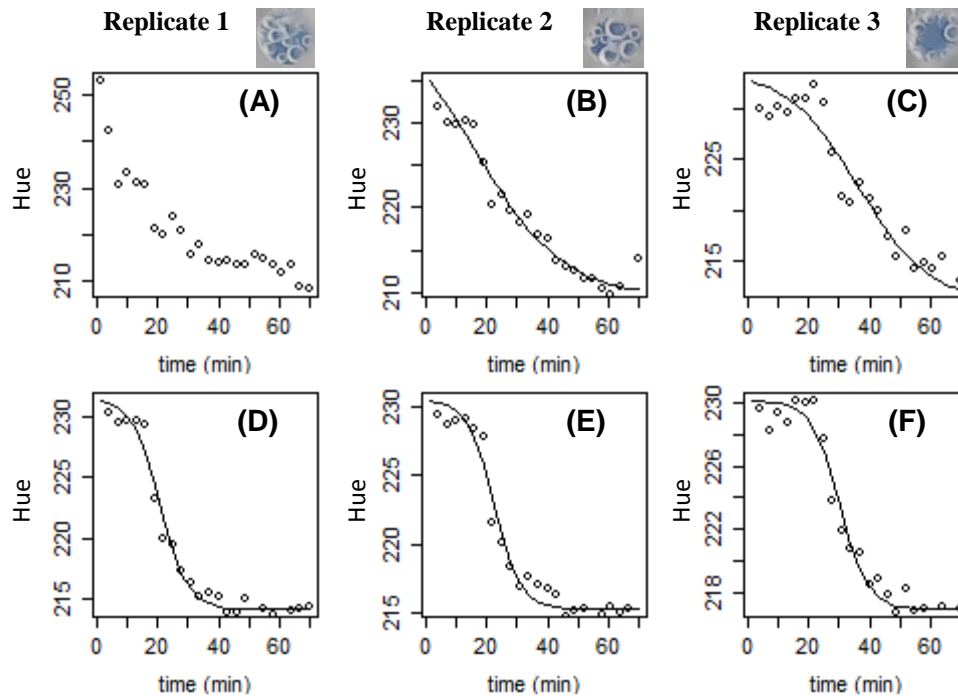 Replicate 1 Replicate 2 Replicate 3
(A) (B) (C)
Hue Hue Hue
250 230 210
230 220 210
225 215
0 20 40 60 0 20 40 60 0 20 40 60
time (min) time (min) time (min)
(D) (E) (F)
Hue Hue Hue
230 225 220 215
230 225 220 215
230 226 222 218
0 20 40 60 0 20 40 60 0 20 40 60
time (min) time (min) time (min)